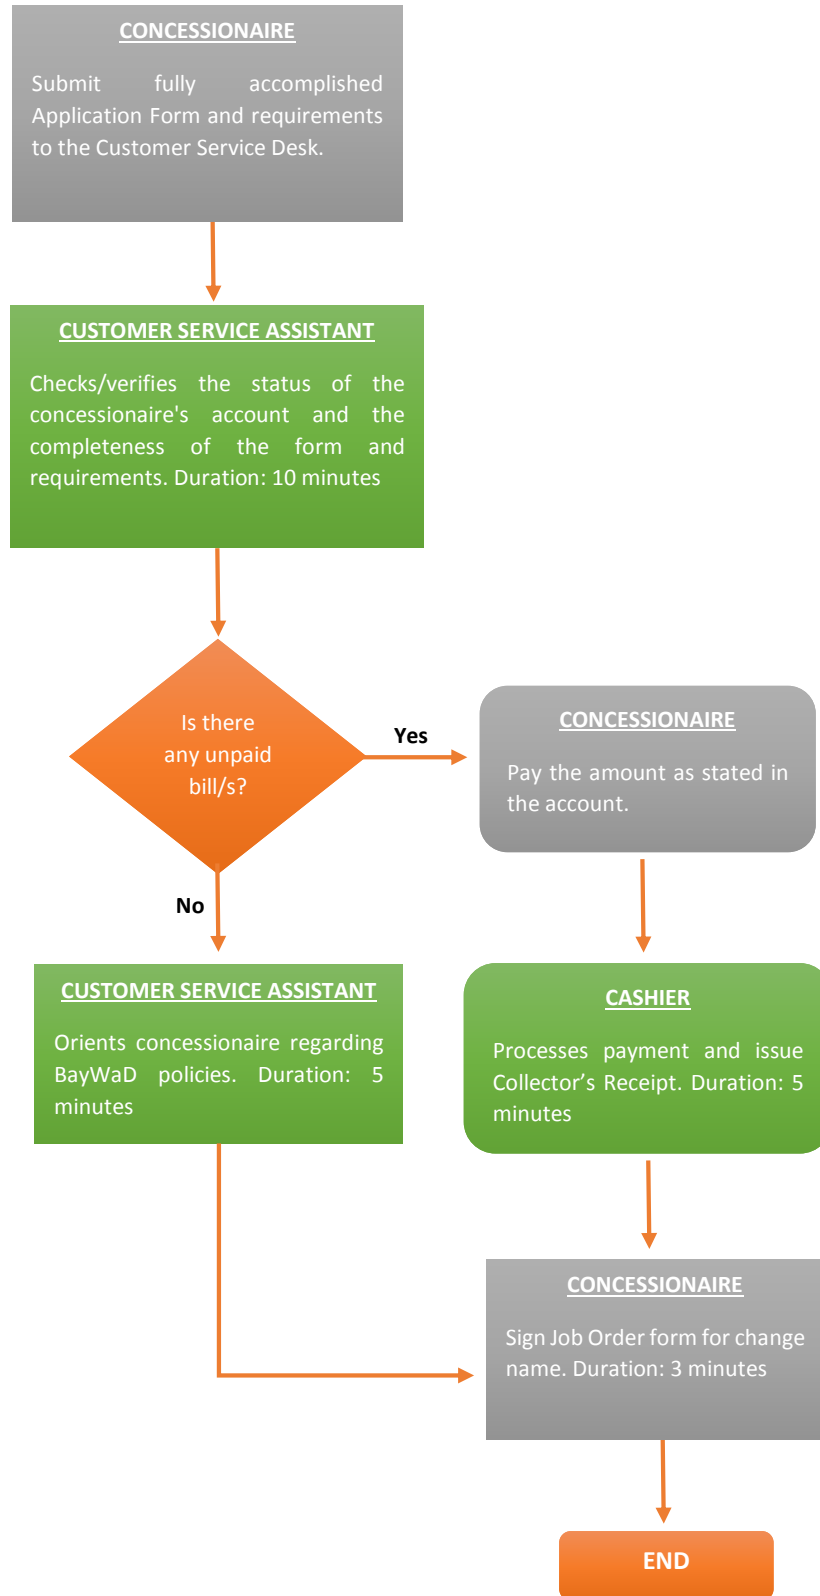 CONCESSIONAIRE
Submit fully accomplished
Application Form and requirements
to the Customer Service Desk.
CUSTOMER SERVICE ASSISTANT
Checks/verifies the status of the
concessionaire's account and the
completeness of the form and
requirements. Duration: 10 minutes
Is there
any unpaid
bill/s?
Yes
CONCESSIONAIRE
Pay the amount as stated in
the account.
No
CUSTOMER SERVICE ASSISTANT
Orients concessionaire regarding
BayWaD policies. Duration: 5
minutes
CASHIER
Processes payment and issue
Collector’s Receipt. Duration: 5
minutes
CONCESSIONAIRE
Sign Job Order form for change
name. Duration: 3 minutes
END